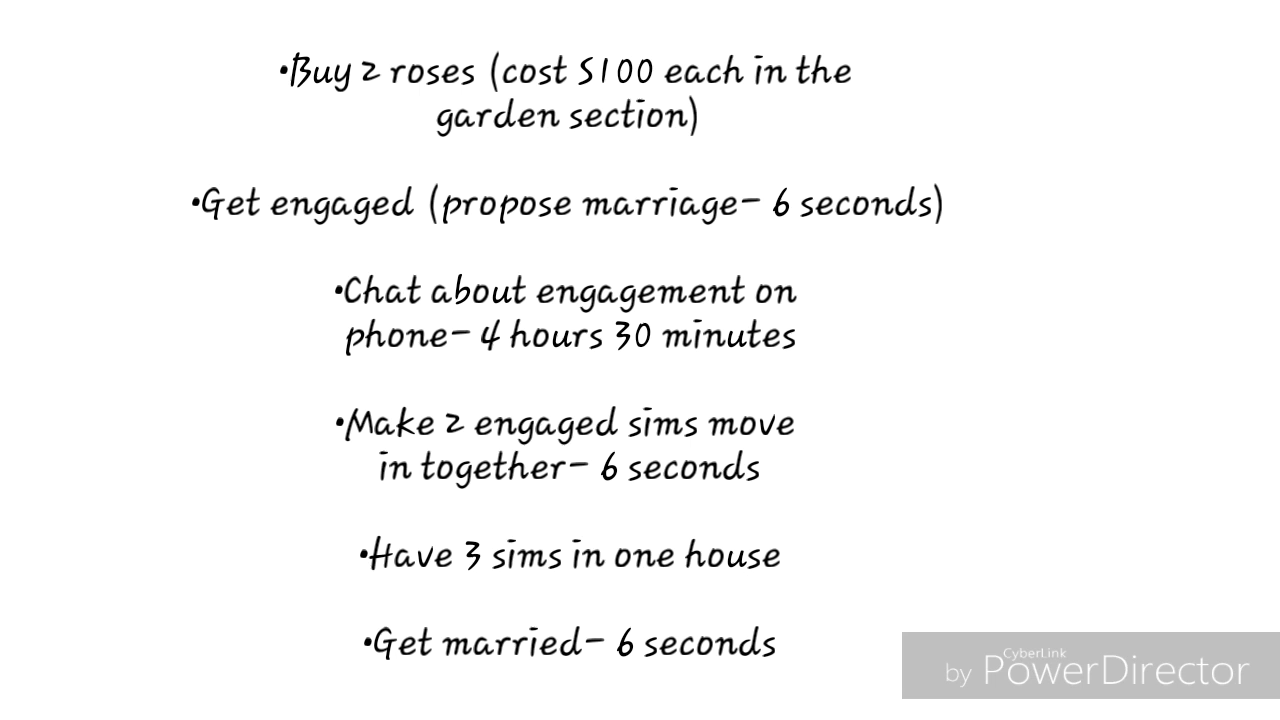 •Buy 2 roses (cost S100 each in the
garden section)
•Get engaged (propose marriage- 6 seconds)
•Chat about engagement on
phone- 4 hours 30 minutes
•Make 2 engaged sims move
in together- 6 seconds
•Have 3 sims in one house
•Get married- 6 seconds
CyberLink
by PowerDirector